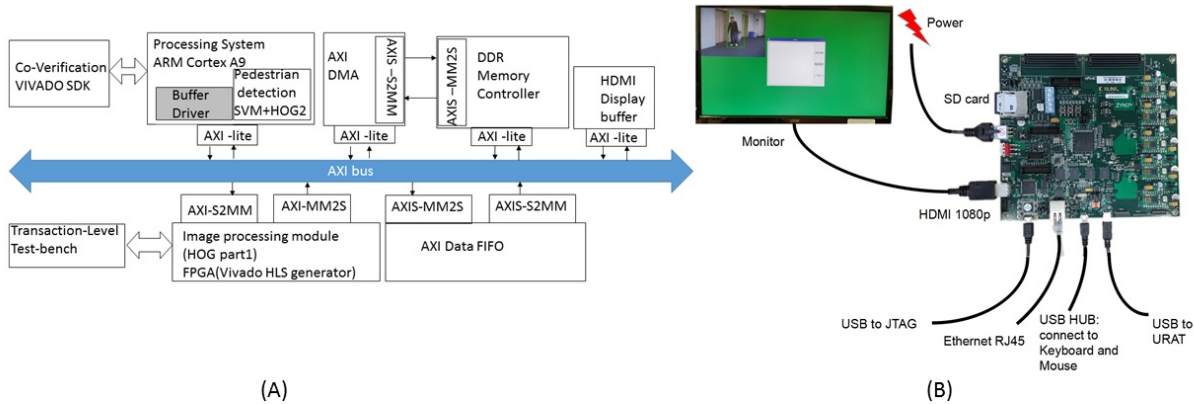 Co-Verification
VIVADO SDK
Processing System
ARM Cortex A9
Buffer
Driver
Pedestrian
detection
SVM+HOG2
AXI -lite
AXI
DMA
AXIS –S2MM
AXI -lite
AXIS –MM2S
DDR
Memory
Controller
AXI -lite
HDMI
Display
buffer
AXI -lite
AXI bus
AXI-S2MM
AXI-MM2S
AXIS-MM2S
AXIS-S2MM
Transaction-Level
Test-bench
Image processing module
(HOG part1)
FPGA(Vivado HLS generator)
AXI Data FIFO
(A)
Power
SD card
Monitor
HDMI 1080p
USB to JTAG
Ethernet RJ45
USB HUB:
connect to
Keyboard and
Mouse
USB to
URAT
(B)